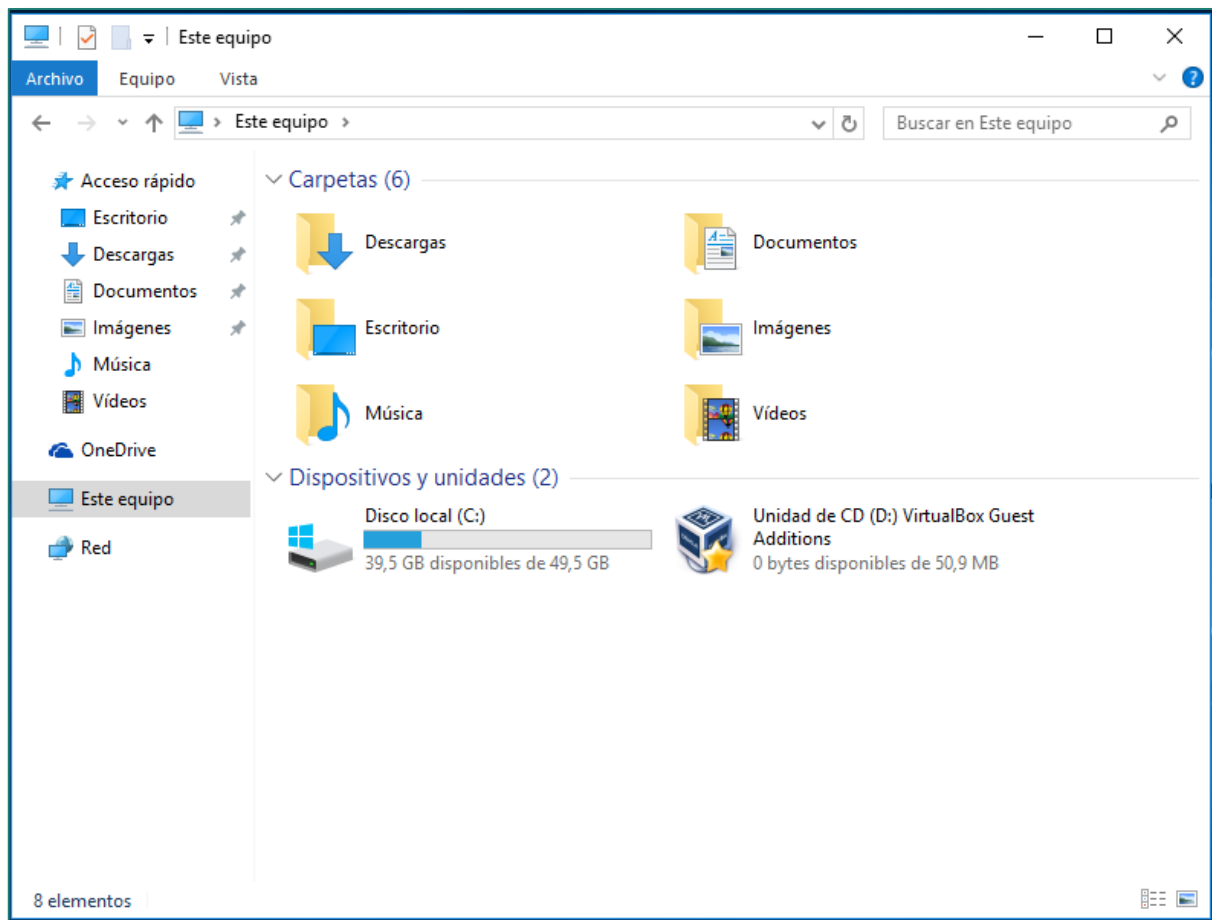 Este equipo
Archivo Equipo Vista
Este equipo
Buscar en Este equipo
Acceso rápido
Escritorio
Descargas
Documentos
Imágenes
Música
Vídeos
OneDrive
Este equipo
Red
Carpetas (6)
Descargas
Documentos
Escritorio
Imágenes
Música
Vídeos
Dispositivos y unidades (2)
Disco local (C:)
39,5 GB disponibles de 49,5 GB
Unidad de CD (D:) VirtualBox Guest
Additions
0 bytes disponibles de 50,9 MB
8 elementos